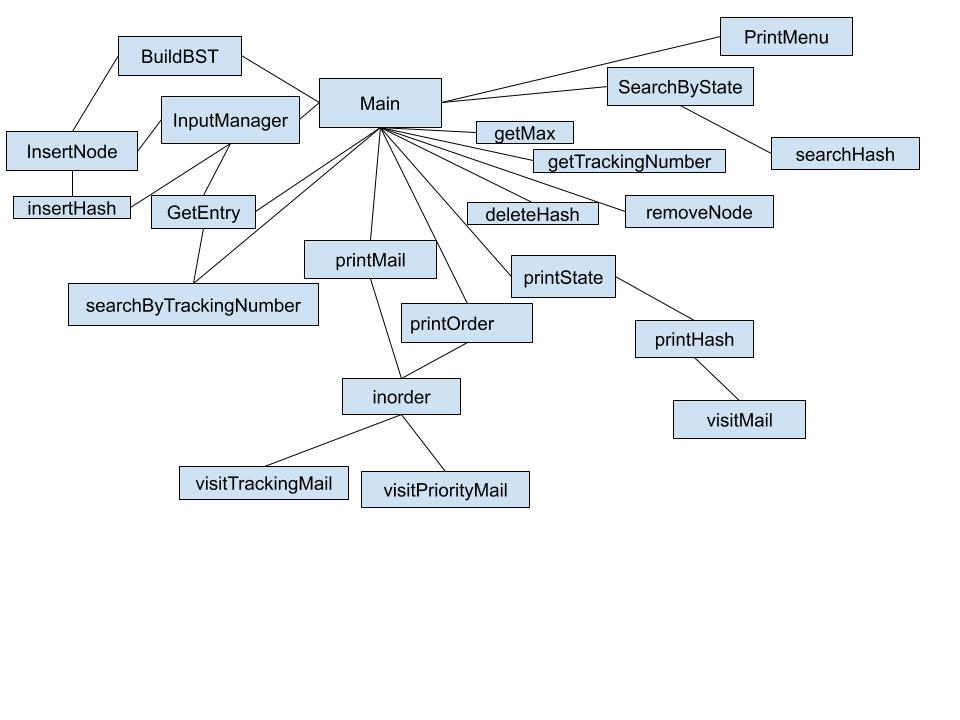 PrintMenu
BuildBST
SearchByState
Main
InputManager
getMax
InsertNode
getTrackingNumber
searchHash
insertHash
GetEntry
deleteHash
removeNode
printMail
printState
searchByTrackingNumber
printOrder
printHash
inorder
visitMail
visitTrackingMail
visitPriorityMail